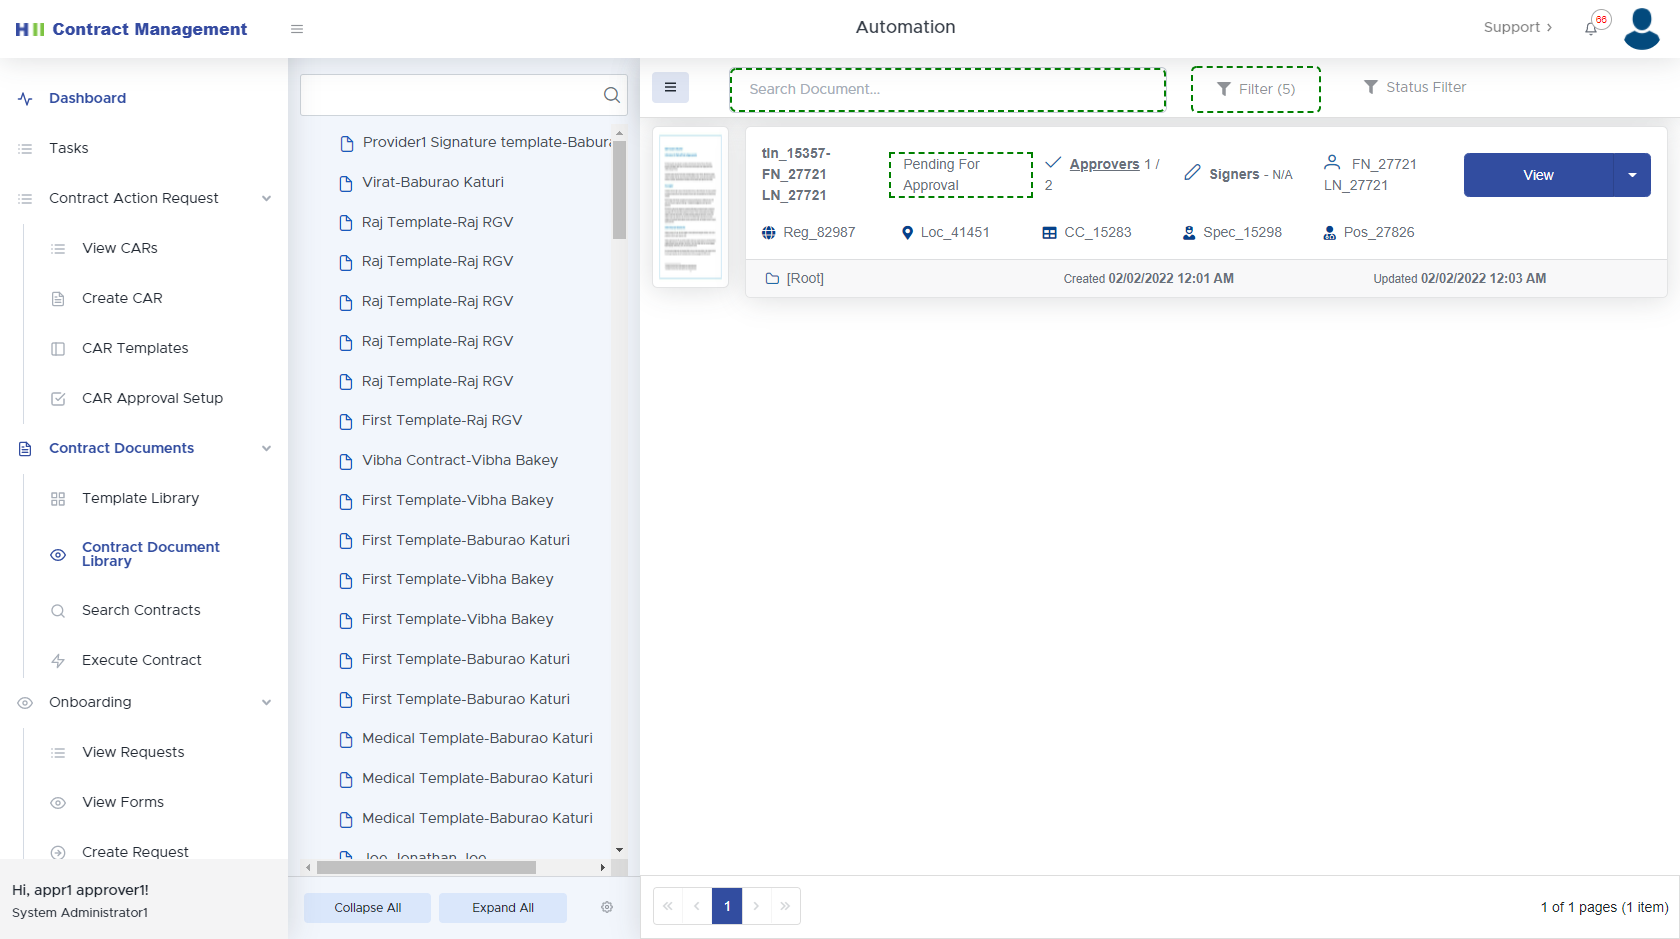 Contract Management
Automation
Support
66
Dashboard
Tasks
Contract Action Request
View CARs
Create CAR
CAR Templates
CAR Approval Setup
Contract Documents
Template Library
Contract Document
Library
Search Contracts
Execute Contract
Onboarding
View Requests
View Forms
Create Request
Hi, appr1 approver1!
System Administrator1
Provider1 Signature template-Babura
Virat-Baburao Katuri
Raj Template-Raj RGV
Raj Template-Raj RGV
Raj Template-Raj RGV
Raj Template-Raj RGV
Raj Template-Raj RGV
First Template-Raj RGV
Vibha Contract-Vibha Bakey
First Template-Vibha Bakey
First Template-Baburao Katuri
First Template-Vibha Bakey
First Template-Vibha Bakey
First Template-Baburao Katuri
First Template-Baburao Katuri
Medical Template-Baburao Katuri
Medical Template-Baburao Katuri
Medical Template-Baburao Katuri
Joe Jonathan Joe
Collapse All
Expand All
Search Document...
Filter (5)
Status Filter
tin_15357-
FN_27721
LN_27721
Pending For
Approval
Approvers 1 /
2
Signers - N/A
FN_27721
LN_27721
View
Reg_82987
Loc_41451
CC_15283
Spec_15298
Pos_27826
[Root]
Created 02/02/2022 12:01 AM
Updated 02/02/2022 12:03 AM
« ‹ 1 › »
1 of 1 pages (1 item)